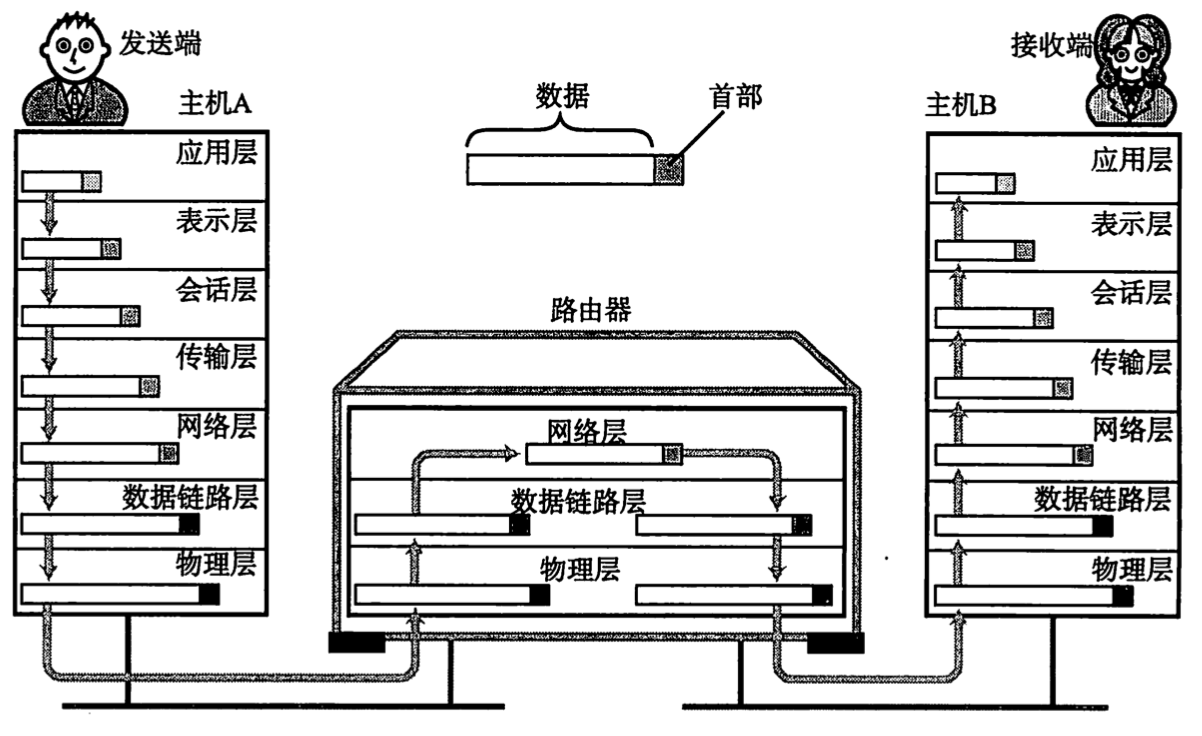 发送端
接收端
主机A
数据
首部
主机B
应用层
表示层
会话层
传输层
网络层
数据链路层
物理层
路由器
网络层
数据链路层
物理层
应用层
表示层
会话层
传输层
网络层
数据链路层
物理层